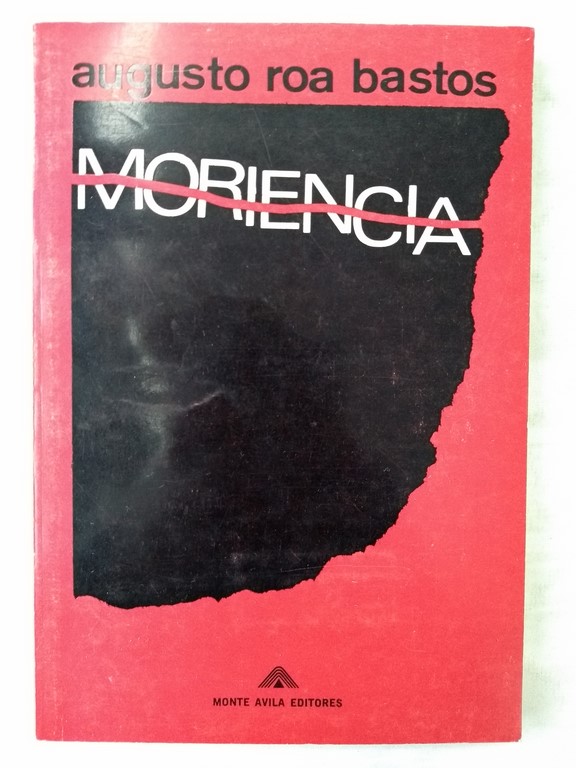 augusto roa bastos
MORIENCIA
MONTE AVILA EDITORES